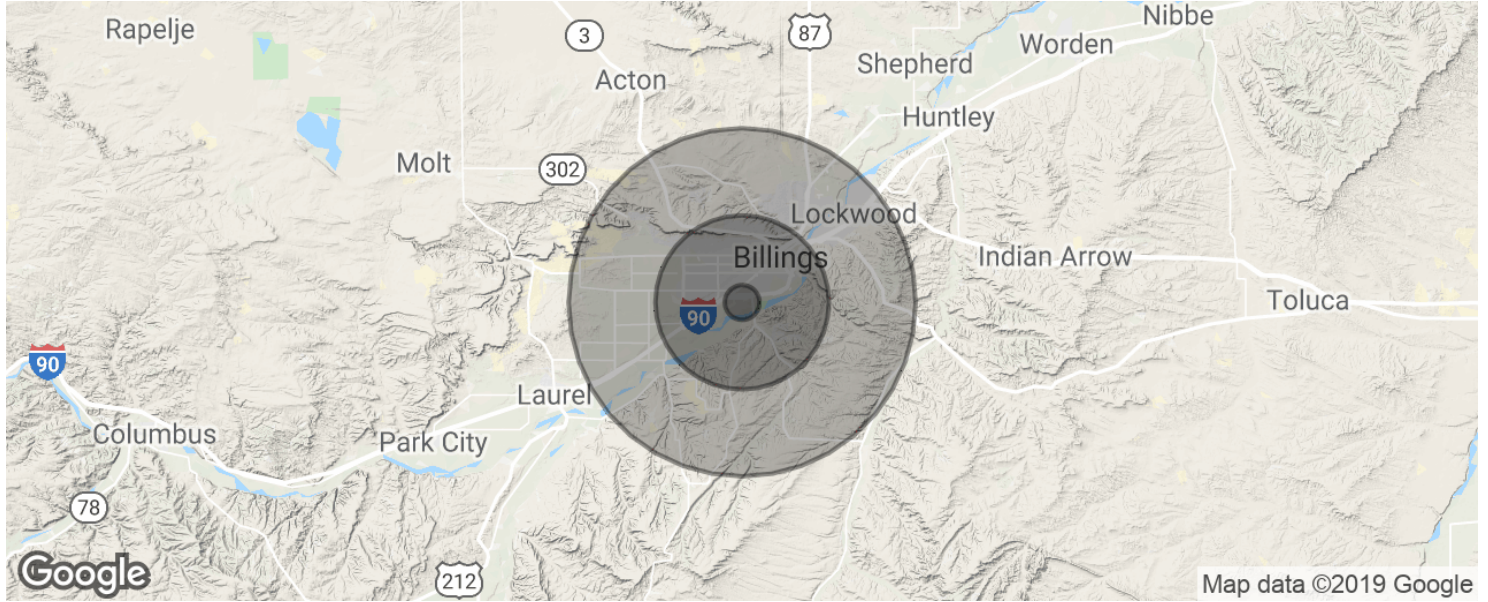 Rapelje
3
87
Nibbe
Worden
Shepherd
Acton
Huntley
Molt
302
Lockwood
Billings
Indian Arrow
Toluca
90
90
Laurel
Columbus
Park City
78
212
Google
Map data ©2019 Google